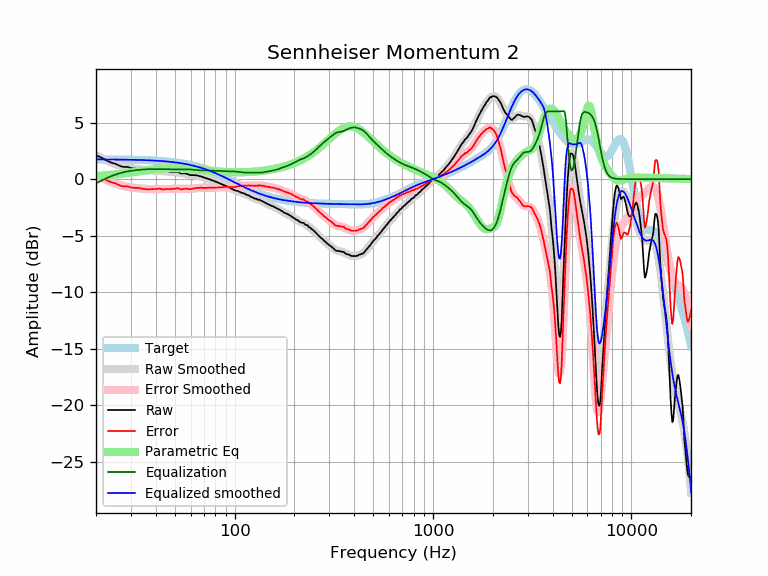 Sennheiser Momentum 2
Amplitude (dBr)
5
0
−5
−10
−15
−20
−25
Target
Raw Smoothed
Error Smoothed
Raw
Error
Parametric Eq
Equalization
Equalized smoothed
100
1000
10000
Frequency (Hz)